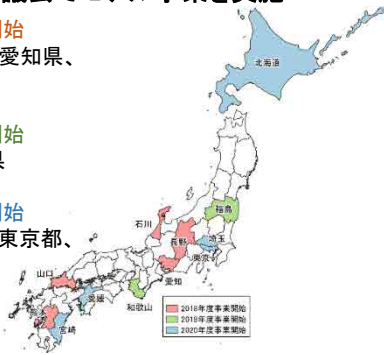 開始
愛知県、
開始
県
開始
東京都、
北海道
福島
石川
長野
埼玉
東京
山口
愛知
愛媛
和歌山
宮崎
2018年度事業開始
2019年度事業開始
2020年度事業開始